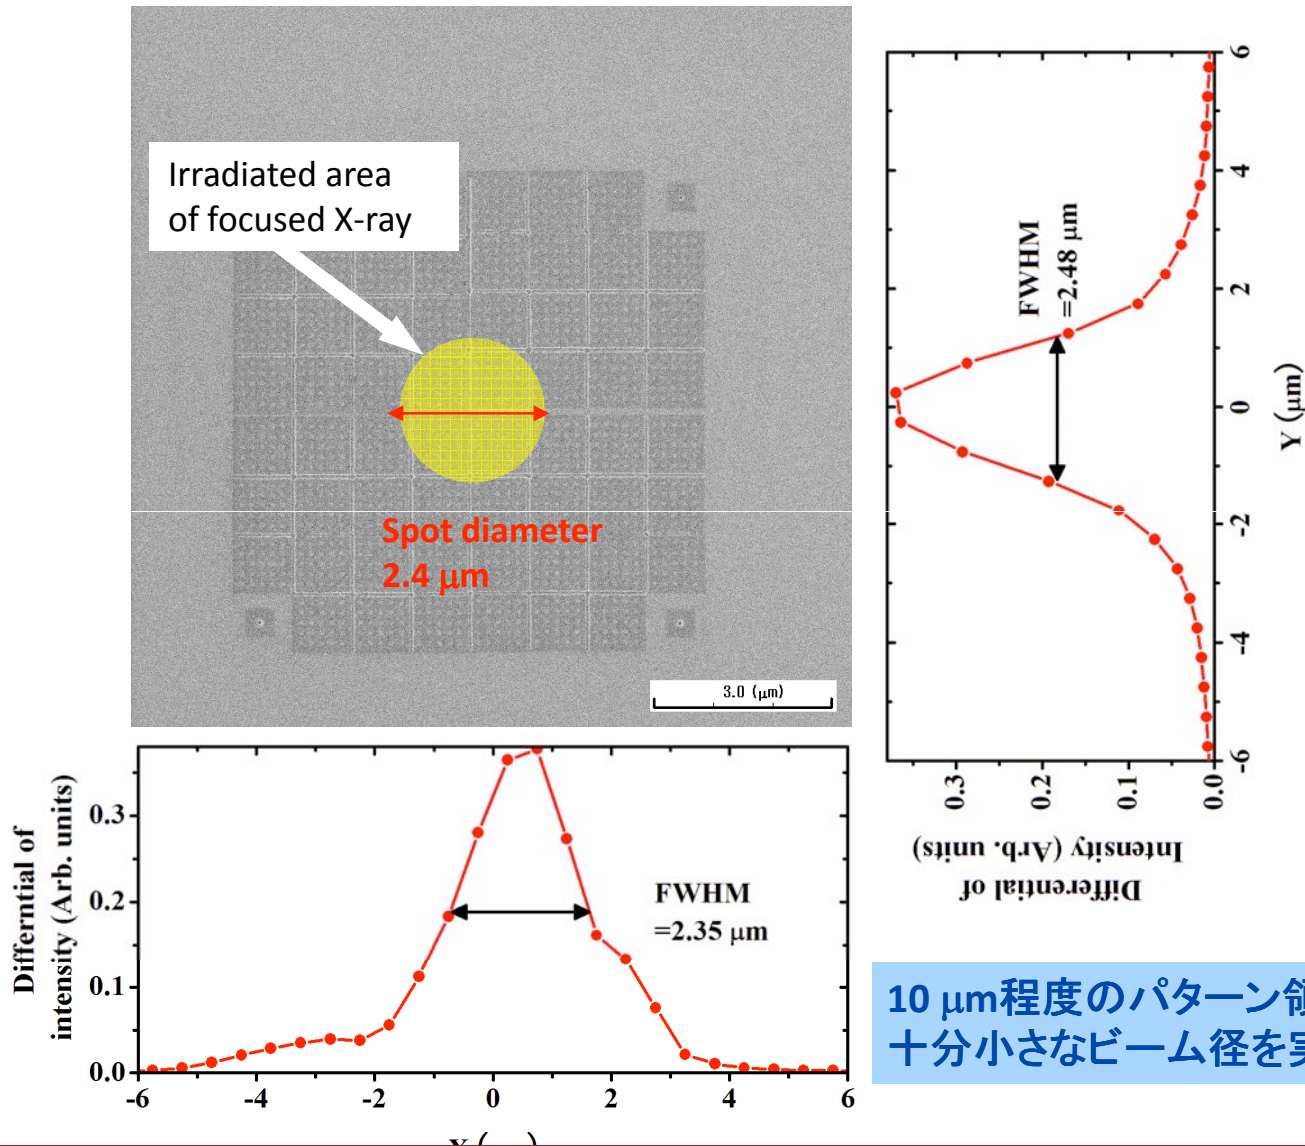 Irradiated area
of focused X-ray
Spot diameter
2.4 μm
3.0 (μm)
FWHM
=2.48 μm
6
4
2
0
-2
-4
-6
Y (μm)
0.3
0.2
0.1
0.0
Differential of
Intensity (Arb. units)
Differntial of
intensity (Arb. units)
0.3
0.2
0.1
0.0
FWHM
=2.35 μm
-6
-4
-2
0
2
4
6
10 μm程度のパターン領
十分小さなビーム径を実